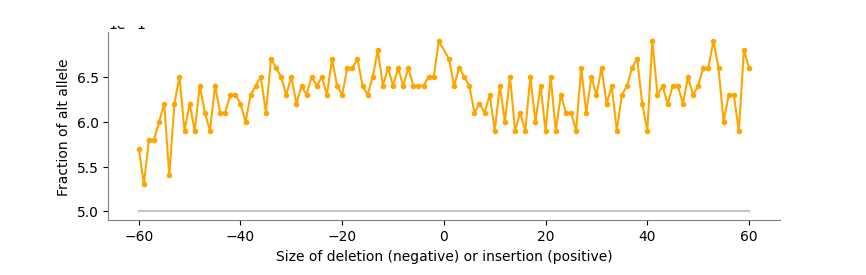 6.5
6.0
5.5
5.0
−60 −40 −20 0 20 40 60
Fraction of alt allele
Size of deletion (negative) or insertion (positive)